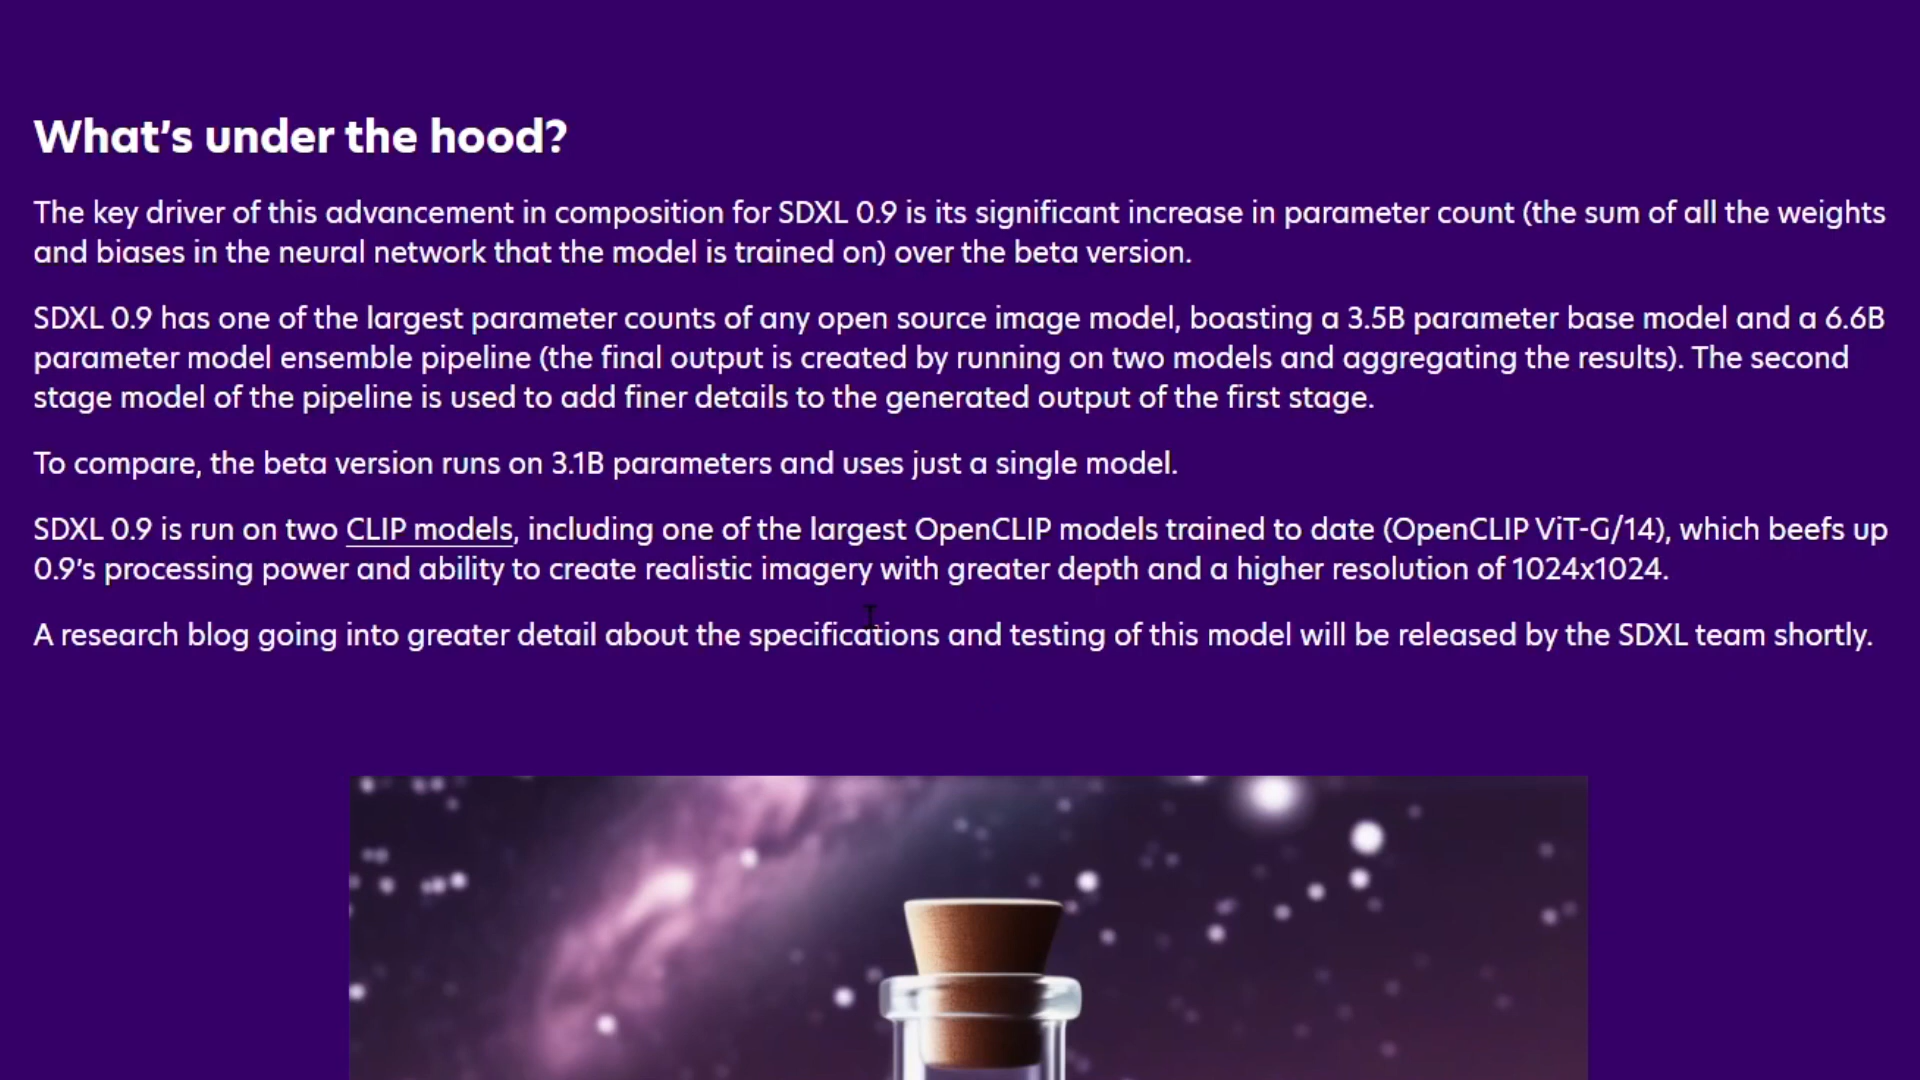 What's under the hood?
The key driver of this advancement in composition for SDXL 0.9 is its significant increase in parameter count (the sum of all the weights
and biases in the neural network that the model is trained on) over the beta version.
SDXL 0.9 has one of the largest parameter counts of any open source image model, boasting a 3.5B parameter base model and a 6.6B
parameter model ensemble pipeline (the final output is created by running on two models and aggregating the results). The second
stage model of the pipeline is used to add finer details to the generated output of the first stage.
To compare, the beta version runs on 3.1B parameters and uses just a single model.
SDXL 0.9 is run on two CLIP models, including one of the largest OpenCLIP models trained to date (OpenCLIP ViT-G/14), which beefs up
0.9's processing power and ability to create realistic imagery with greater depth and a higher resolution of 1024x1024.
A research blog going into greater detail about the specifications and testing of this model will be released by the SDXL team shortly.